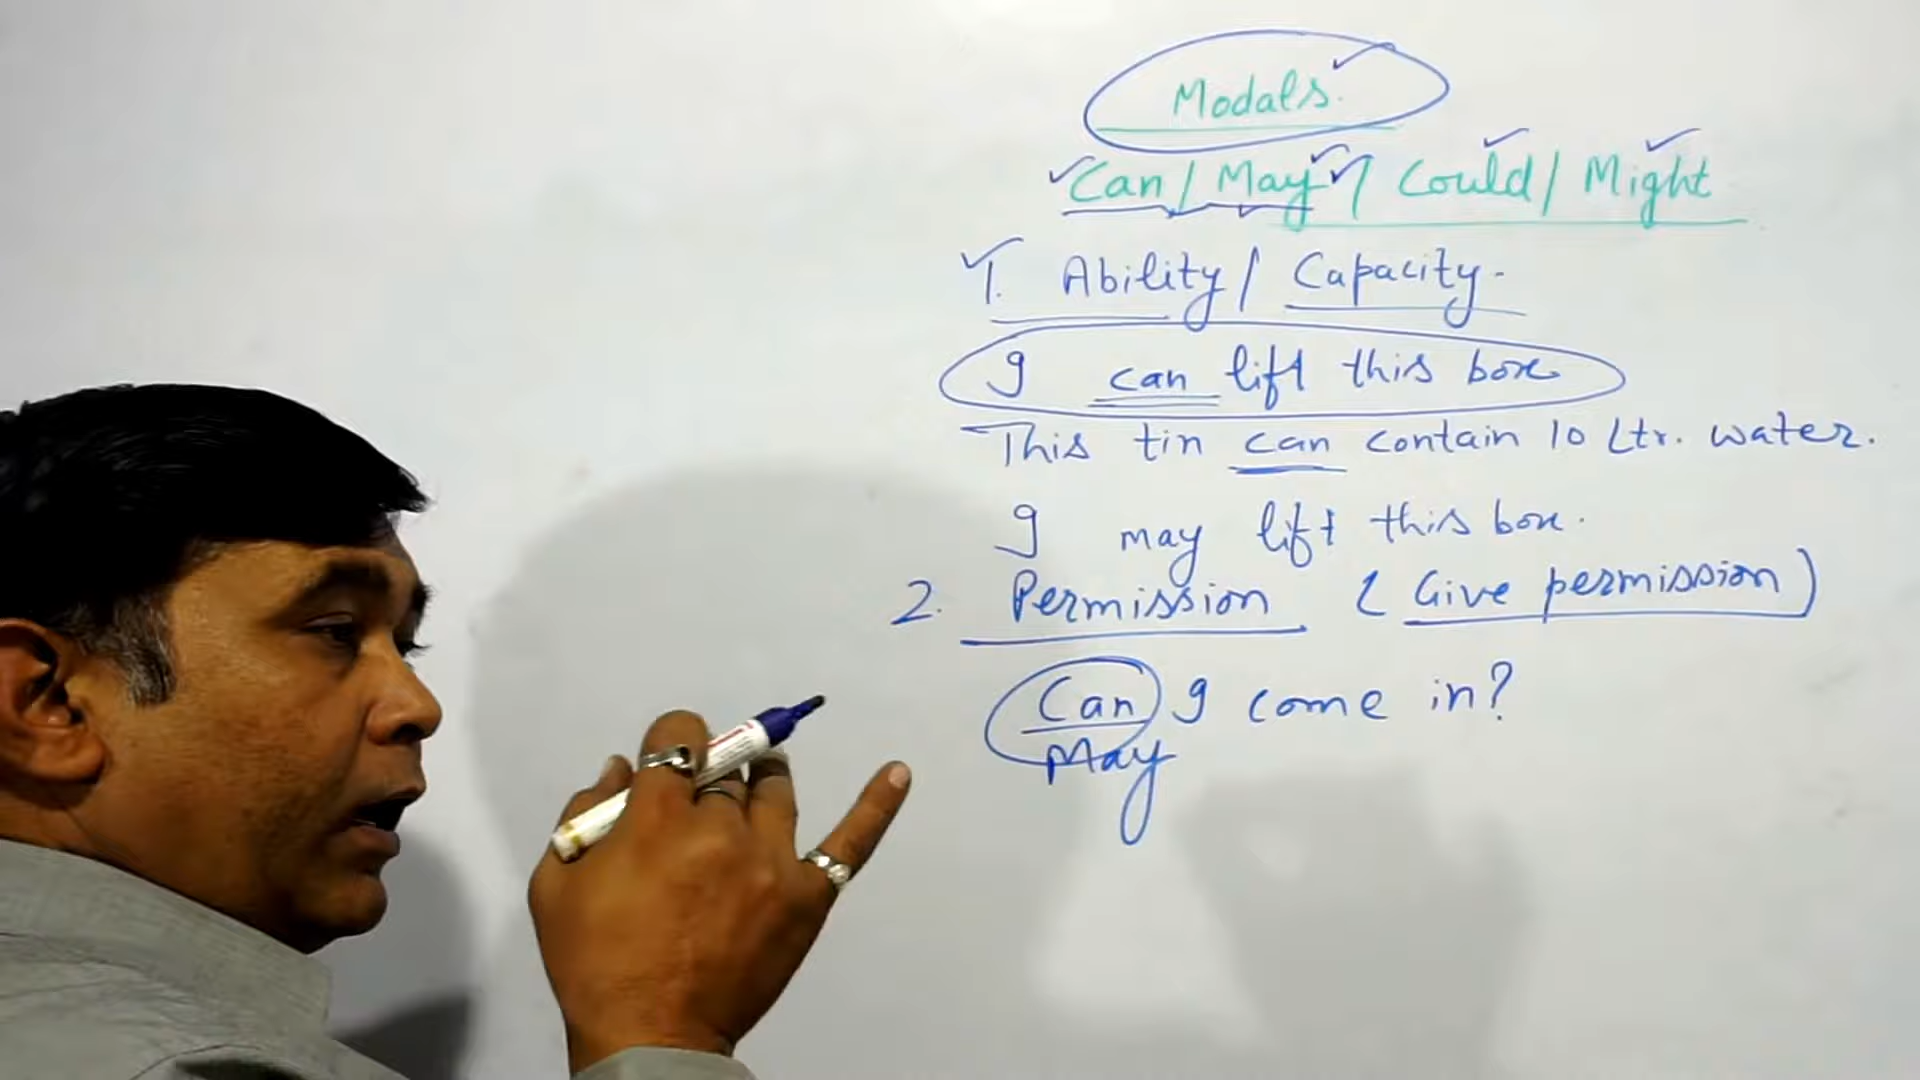 Modals.
Can / May / Could / Might
1. Ability / Capacity.
I can lift this box
This tin can contain 10 Ltr. water.
I may lift this box.
2. Permission ( Give permission )
Can I come in?
May